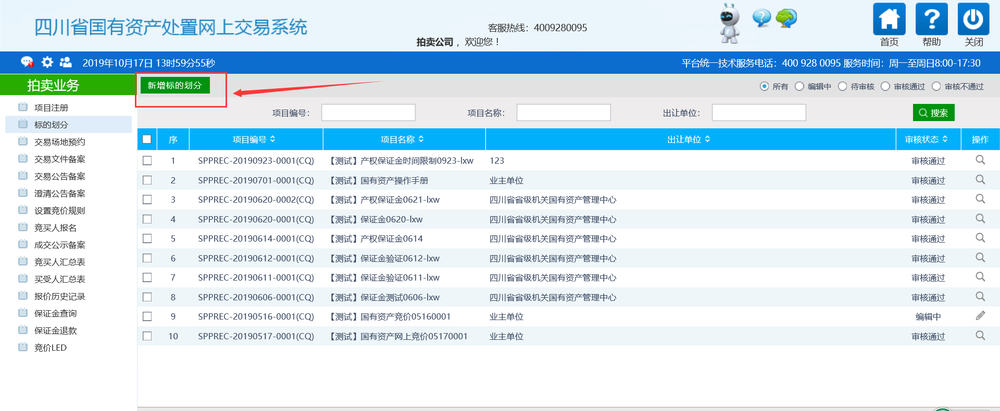 四川省国有资产处置网上交易系统
客服热线：4009280095
拍卖公司，欢迎您！
首页 帮助 关闭
2019年10月17日 13时59分55秒
平台统一技术服务电话：400 928 0095 服务时间：周一至周日8:00-17:30
拍卖业务
项目注册
标的划分
交易场地预约
交易文件备案
交易公告备案
澄清公告备案
设置竞价规则
竞买人报名
成交公示备案
竞买人汇总表
买受人汇总表
报价历史记录
保证金查询
保证金退款
竞价LED
新增标的划分
所有 编辑中 待审核 审核通过 审核不通过
项目编号： 项目名称： 出让单位： 搜索
序 项目编号 项目名称 出让单位 审核状态 操作
1 SPPREC-20190923-0001(CQ) 【测试】产权保证金时间限制0923-lxw 123 审核通过
2 SPPREC-20190701-0001(CQ) 【测试】国有资产操作手册 业主单位 审核通过
3 SPPREC-20190620-0002(CQ) 【测试】产权保证金0621-lxw 四川省省级机关国有资产管理中心 审核通过
4 SPPREC-20190620-0001(CQ) 【测试】保证金0620-lxw 四川省省级机关国有资产管理中心 审核通过
5 SPPREC-20190614-0001(CQ) 【测试】产权保证金0614 四川省省级机关国有资产管理中心 审核通过
6 SPPREC-20190612-0001(CQ) 【测试】保证金验证0612-lxw 四川省省级机关国有资产管理中心 审核通过
7 SPPREC-20190611-0001(CQ) 【测试】保证金验证0611-lxw 四川省省级机关国有资产管理中心 审核通过
8 SPPREC-20190606-0001(CQ) 【测试】保证金测试0606-lxw 四川省省级机关国有资产管理中心 审核通过
9 SPPREC-20190516-0001(CQ) 【测试】国有资产竞价05160001 业主单位 编辑中
10 SPPREC-20190517-0001(CQ) 【测试】国有资产网上竞价05170001 业主单位 审核通过